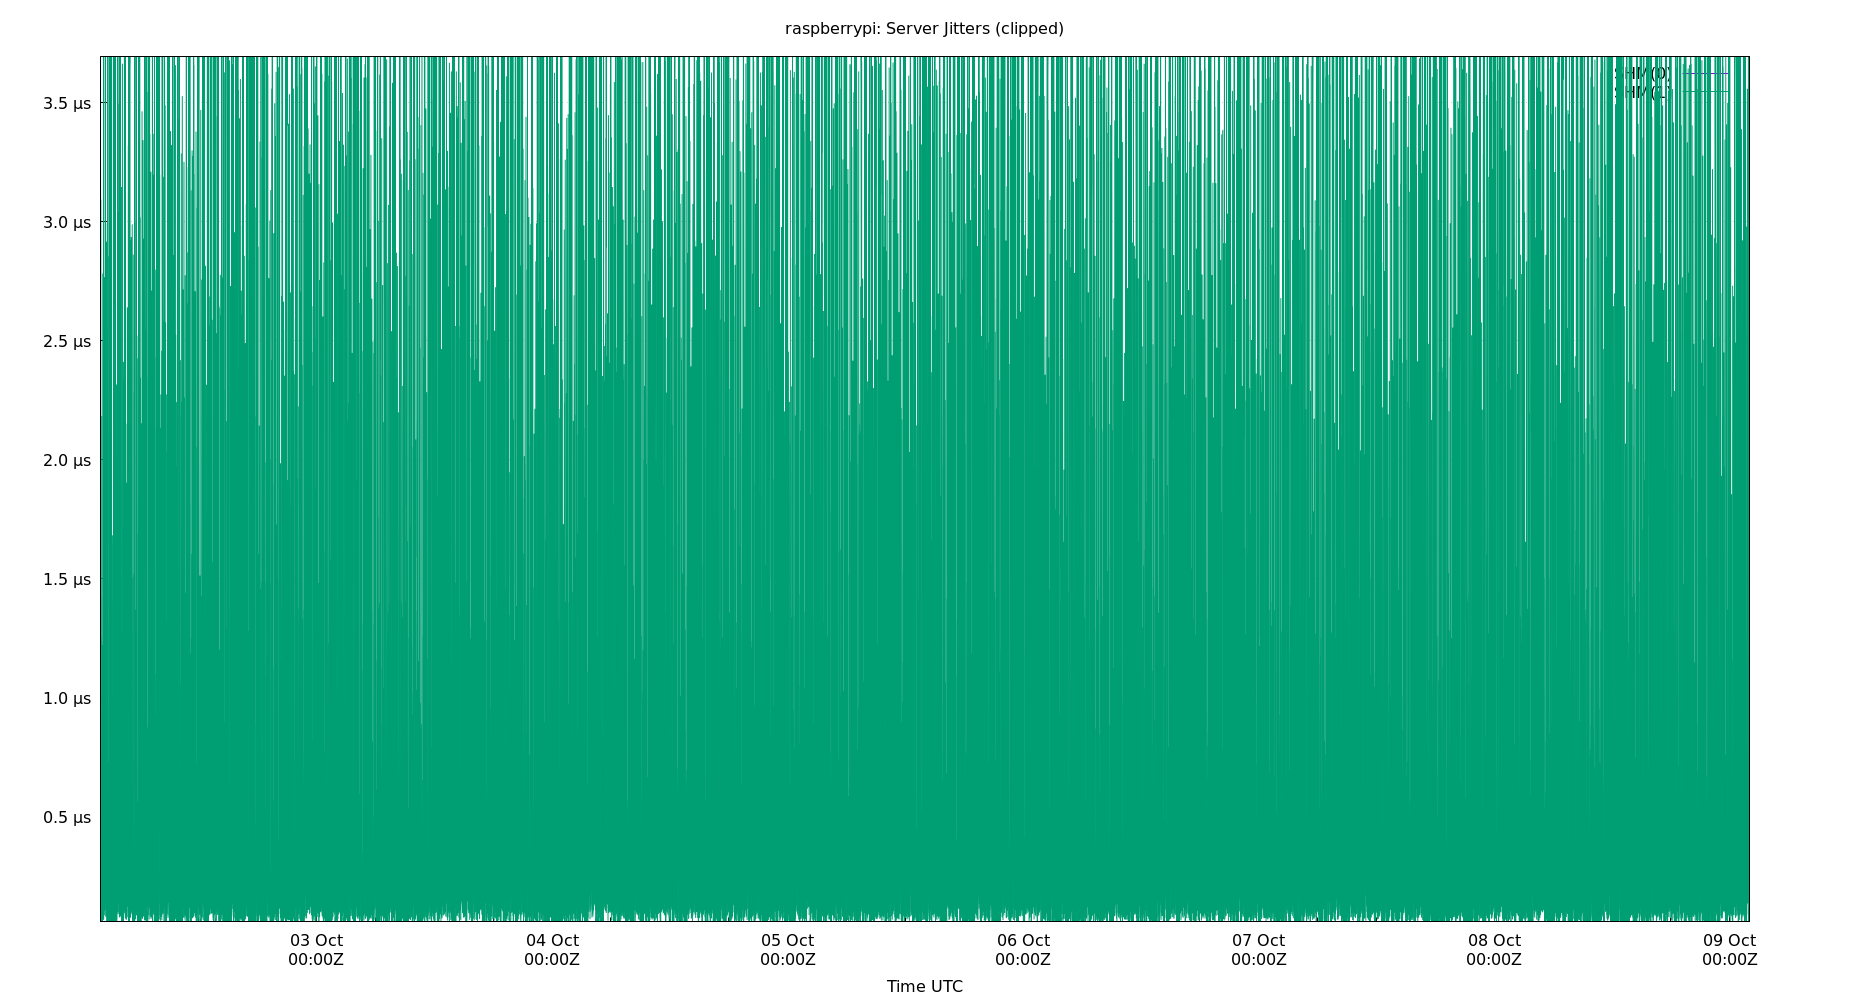 raspberrypi: Server Jitters (clipped)
SHM(0)
3.5 µs
3.0 µs
2.5 µs
2.0 µs
1.5 µs
1.0 µs
0.5 µs
03 Oct 04 Oct 05 Oct 06 Oct 07 Oct 08 Oct 09 Oct
00:00Z 00:00Z 00:00Z 00:00Z 00:00Z 00:00Z 00:00Z
Time UTC